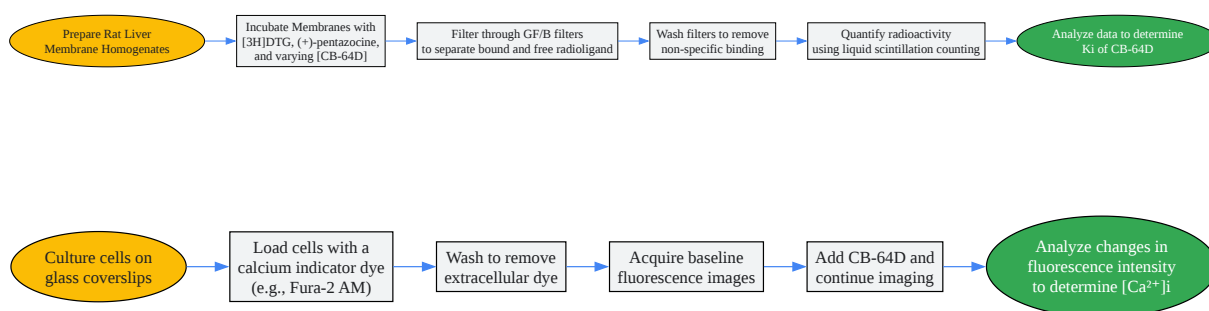 Prepare Rat Liver
Membrane Homogenates
Incubate Membranes with
[3H]DTG, (+)-pentazocine,
and varying [CB-64D]
Filter through GF/B filters
to separate bound and free radioligand
Wash filters to remove
non-specific binding
Quantify radioactivity
using liquid scintillation counting
Analyze data to determine
Ki of CB-64D
Culture cells on
glass coverslips
Load cells with a
calcium indicator dye
(e.g., Fura-2 AM)
Wash to remove
extracellular dye
Acquire baseline
fluorescence images
Add CB-64D and
continue imaging
Analyze changes in
fluorescence intensity
to determine [Ca²⁺]i